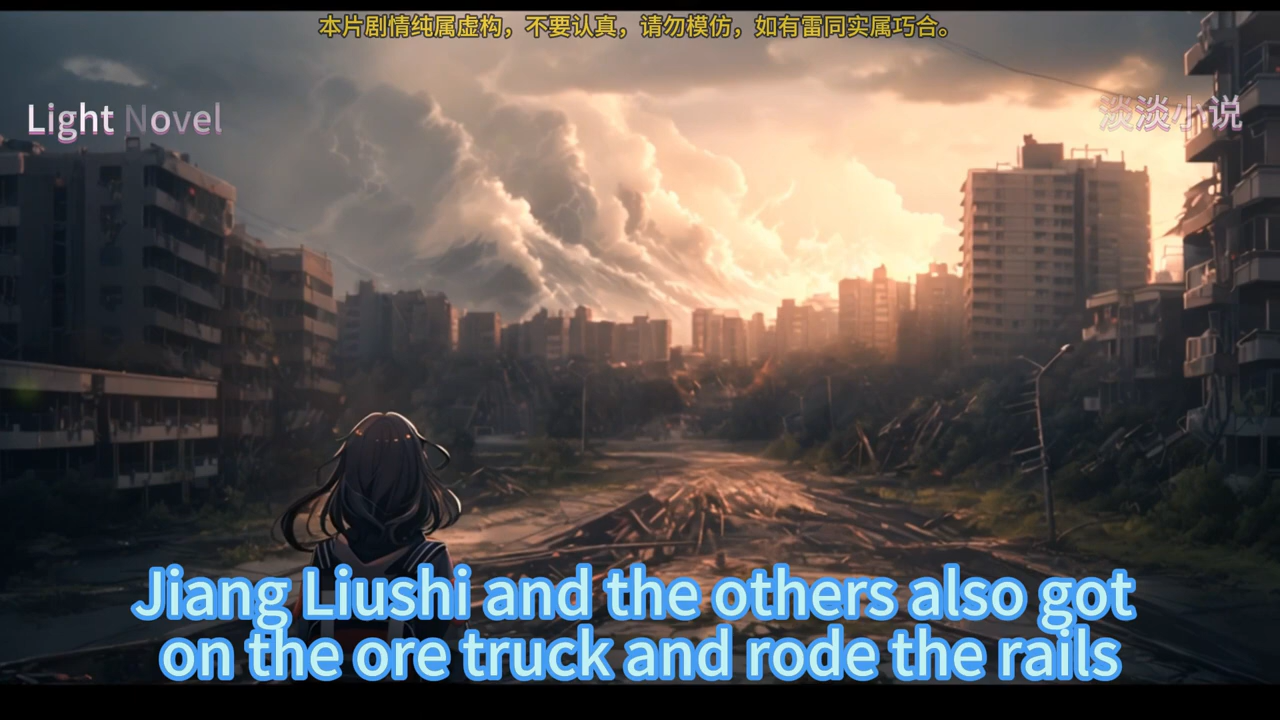 本片剧情纯属虚构，不要认真，请勿模仿，如有雷同实属巧合。
Light Novel
淡淡小说
Jiang Liushi and the others also got
on the ore truck and rode the rails